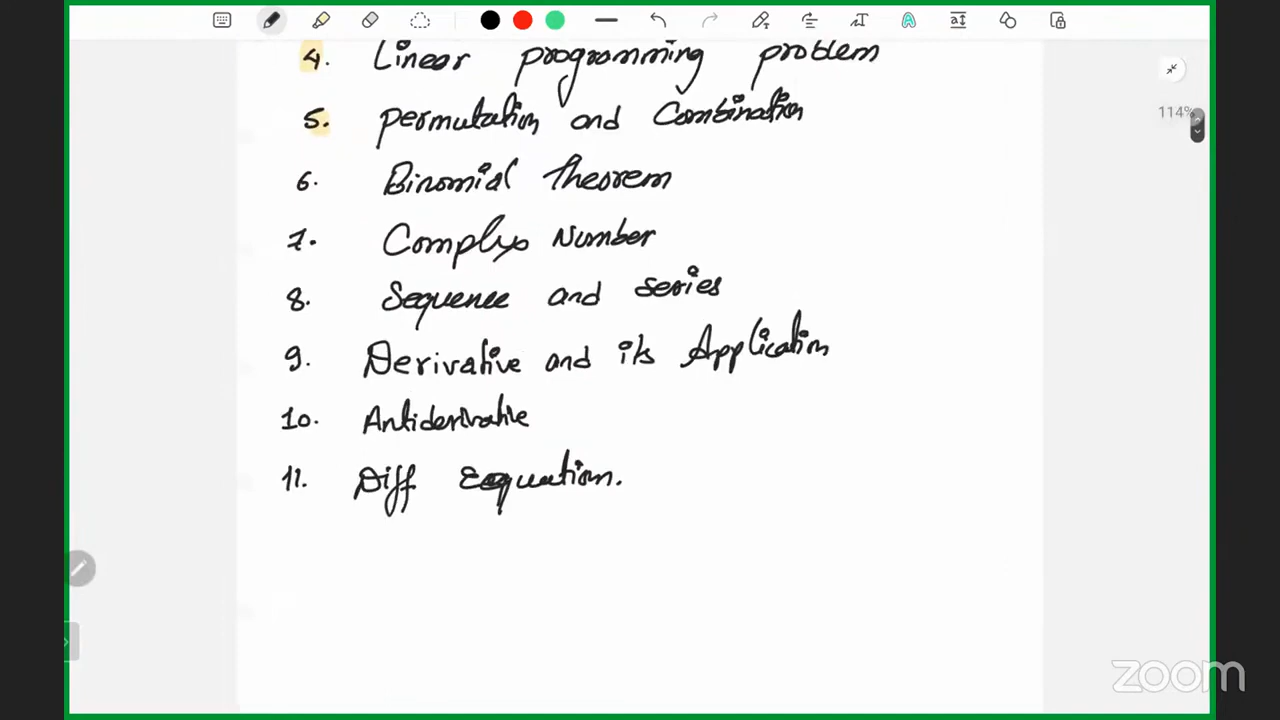 4. Linear programming problem
114%
5. Permutation and Combination
6. Binomial Theorem
7. Complex Number
8. Sequence and series
9. Derivative and its Application
10. Antiderivative
11. Diff Equation.
zoom